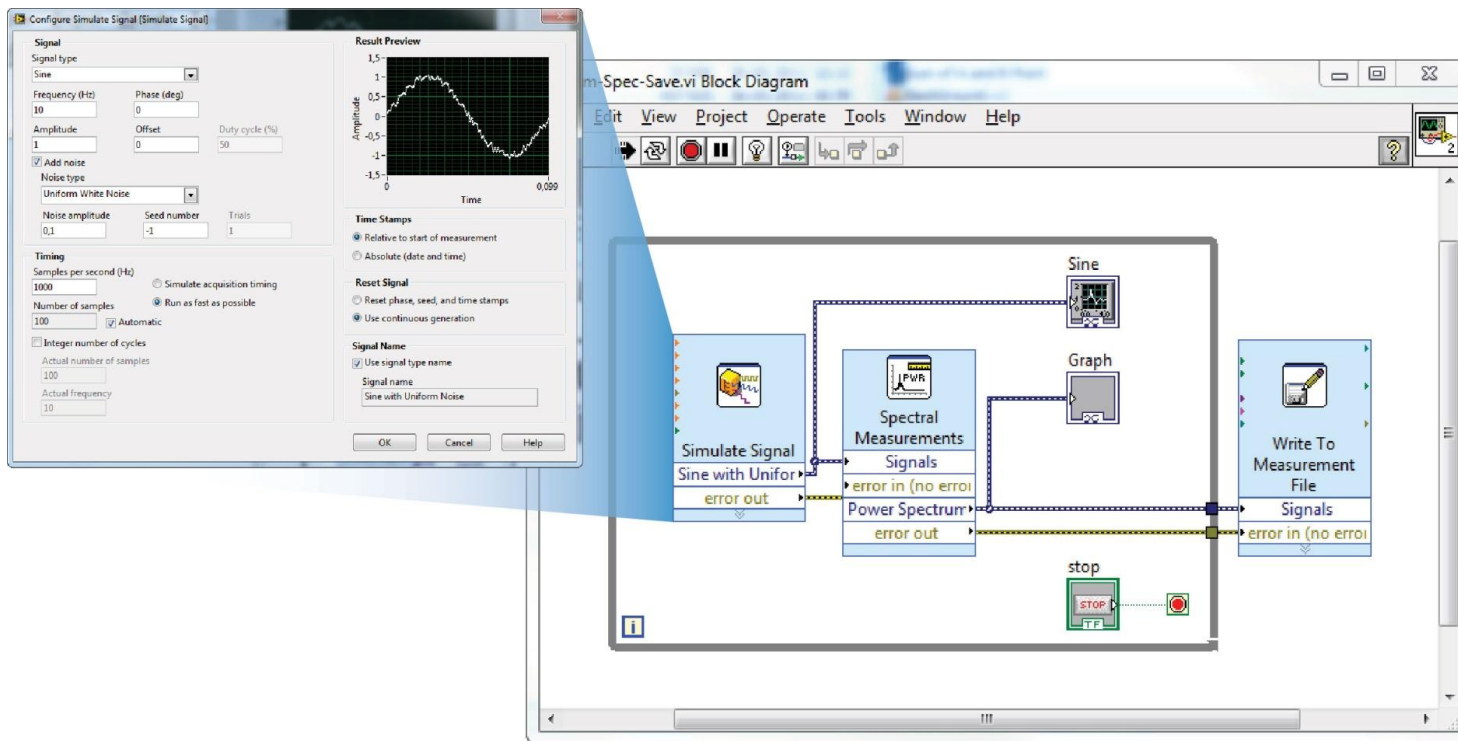 Configure Simulate Signal [Simulate Signal]
Signal
Signal type
Sine
Frequency (Hz)
Phase (deg)
10
0
Amplitude
Offset
Duty cycle (%)
1
0
50
Add noise
Noise type
Uniform White Noise
Noise amplitude
Seed number
Trials
0,1
-1
1
Timing
Samples per second (Hz)
1000
Simulate acquisition timing
Run as fast as possible
Number of samples
100
Automatic
Integer number of cycles
Actual number of samples
100
Actual frequency
10
Result Preview
1,5
1
0,5
0
-0,5
-1
-1,5
Amplitude
0
0,099
Time
Time Stamps
Relative to start of measurement
Absolute (date and time)
Reset Signal
Reset phase, seed, and time stamps
Use continuous generation
Signal Name
Use signal type name
Signal name
Sine with Uniform Noise
OK
Cancel
Help
m-Spec-Save.vi Block Diagram
Edit View Project Operate Tools Window Help
2
Sine
Graph
Simulate Signal
Sine with Unifor
error out
PWR
Spectral
Measurements
Signals
error in (no erro
Power Spectrum
error out
Write To
Measurement
File
Signals
error in (no erro
stop
STOP
TF
i